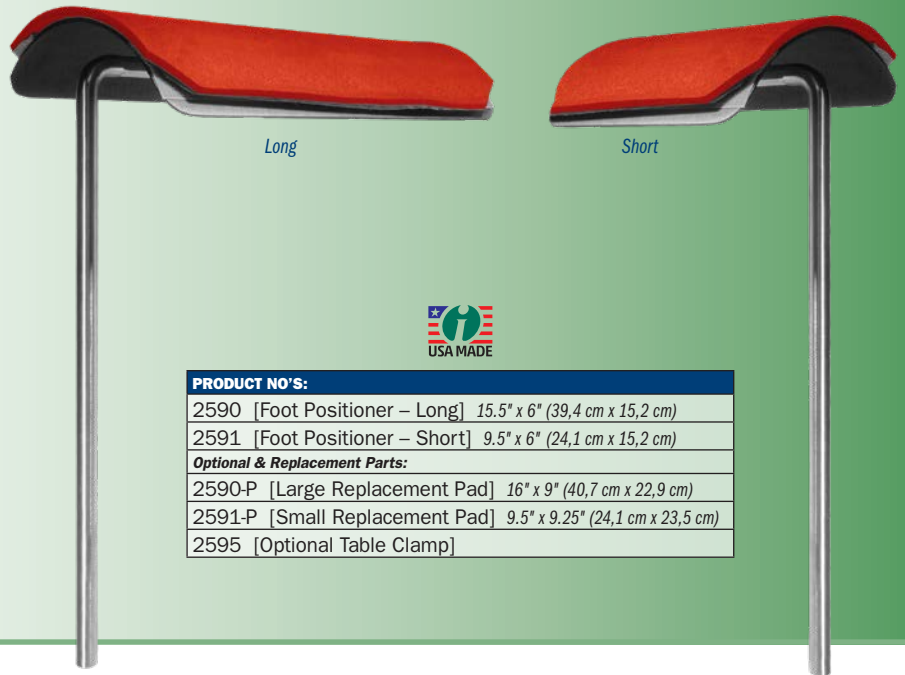 Long
Short
USA MADE
PRODUCT NO'S:
2590 [Foot Positioner – Long] 15.5" x 6" (39,4 cm x 15,2 cm)
2591 [Foot Positioner – Short] 9.5" x 6" (24,1 cm x 15,2 cm)
Optional & Replacement Parts:
2590-P [Large Replacement Pad] 16" x 9" (40,7 cm x 22,9 cm)
2591-P [Small Replacement Pad] 9.5" x 9.25" (24,1 cm x 23,5 cm)
2595 [Optional Table Clamp]